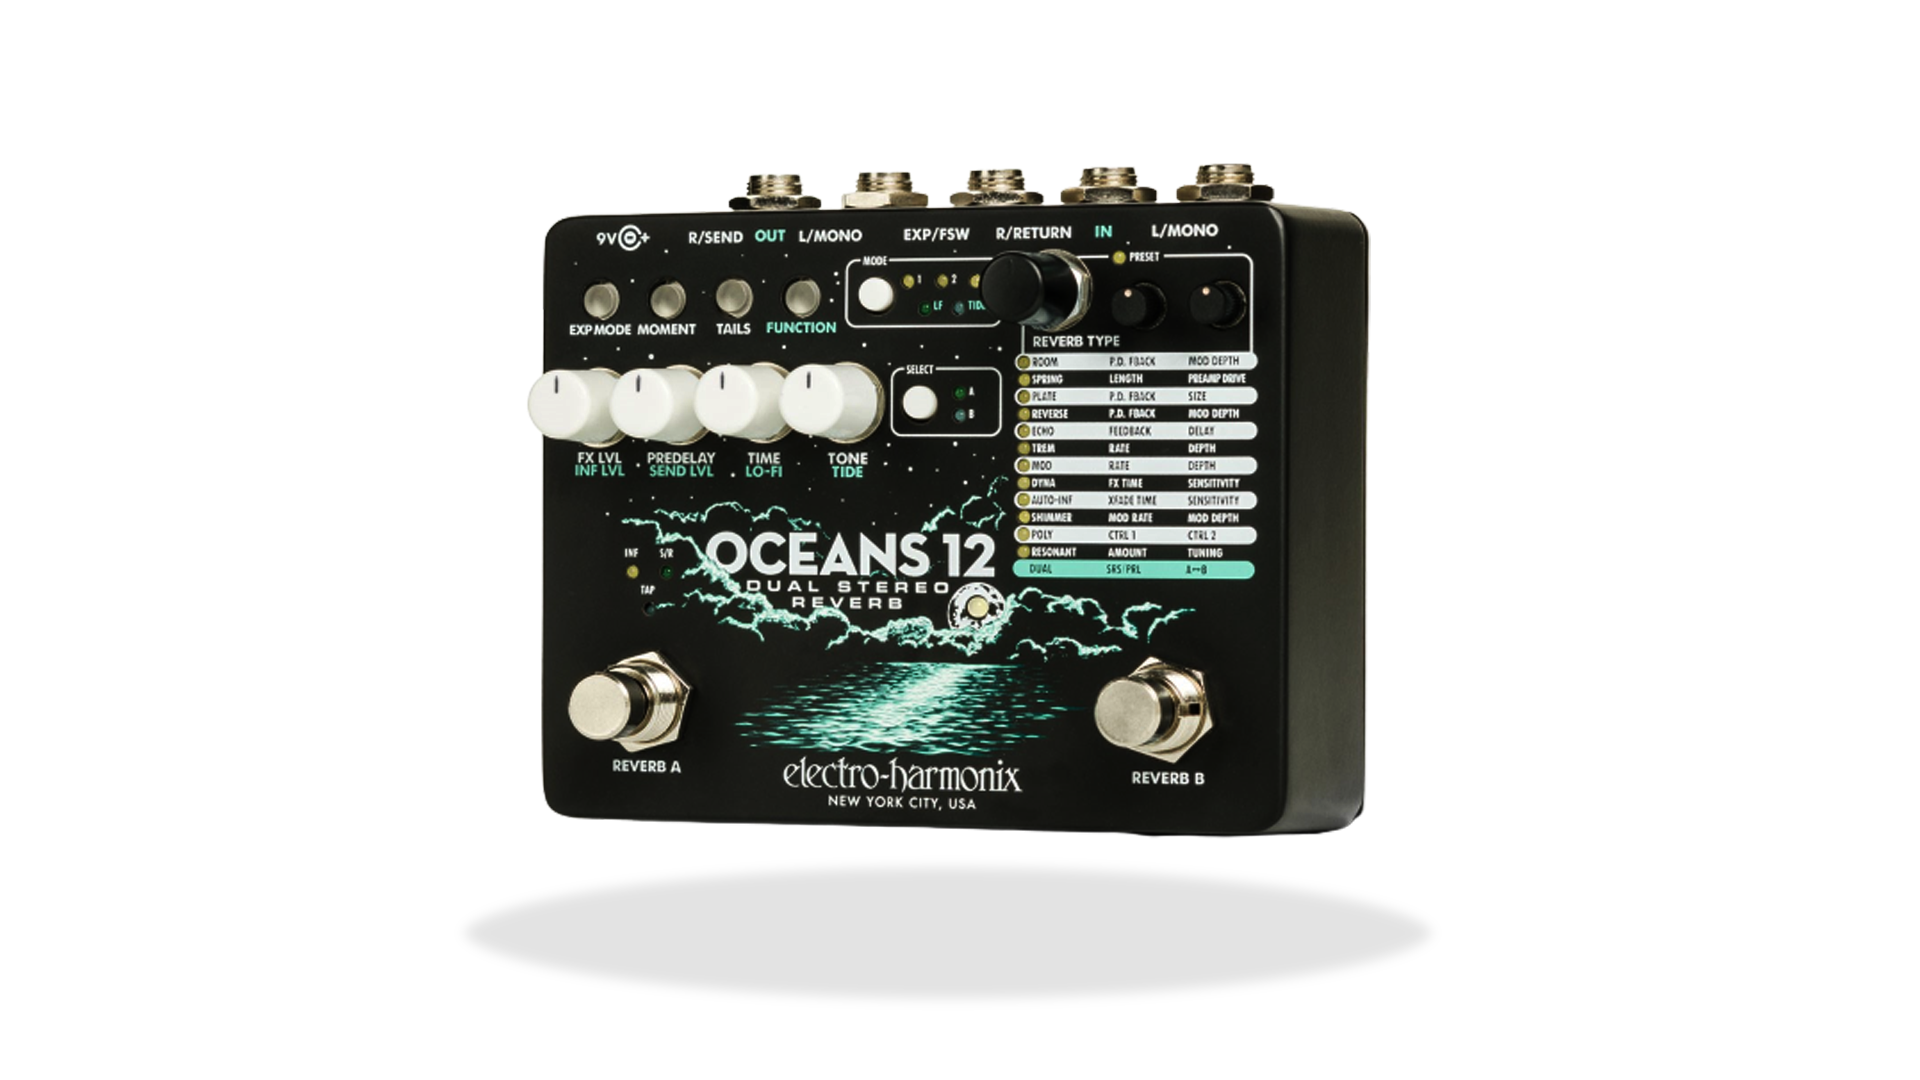 9V - +
R/SEND OUT L/MONO EXP/FSW R/RETURN IN L/MONO
MODE
PRESET
1 2
LF TIDE
EXP MODE MOMENT TAILS FUNCTION
REVERB TYPE
SELECT
A
B
FX LVL PREDELAY TIME TONE
INF LVL SEND LVL LO-FI TIDE
ROOM P.D. FBACK MOD DEPTH
SPRING LENGTH PREAMP DRIVE
PLATE P.D. FBACK SIZE
REVERSE P.D. FBACK MOD DEPTH
ECHO FEEDBACK DELAY
TREM RATE DEPTH
MOD RATE DEPTH
DYNA FX TIME SENSITIVITY
AUTO-INF XFADE TIME SENSITIVITY
SHIMMER MOD RATE MOD DEPTH
POLY CTRL 1 CTRL 2
RESONANT AMOUNT TUNING
DUAL SRS/PRL A↔B
INF S/R
TAP
OCEANS 12
DUAL STEREO
REVERB
REVERB A
REVERB B
electro-harmonix
NEW YORK CITY, USA